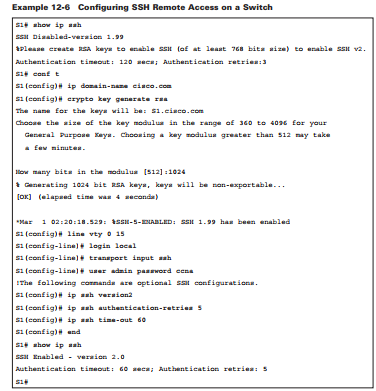 Example 12-6 Configuring SSH Remote Access on a Switch
S1# show ip ssh
SSH Disabled-version 1.99
%Please create RSA keys to enable SSH (of at least 768 bits size) to enable SSH v2.
Authentication timeout: 120 secs; Authentication retries:3
S1# conf t
S1(config)# ip domain-name cisco.com
S1(config)# crypto key generate rsa
The name for the keys will be: S1.cisco.com
Choose the size of the key modulus in the range of 360 to 4096 for your
General Purpose Keys. Choosing a key modulus greater than 512 may take
a few minutes.
How many bits in the modulus [512]:1024
% Generating 1024 bit RSA keys, keys will be non-exportable...
[OK] (elapsed time was 4 seconds)
*Mar 1 02:20:18.529: %SSH-5-ENABLED: SSH 1.99 has been enabled
S1(config)# line vty 0 15
S1(config-line)# login local
S1(config-line)# transport input ssh
S1(config-line)# user admin password ccna
!The following commands are optional SSH configurations.
S1(config)# ip ssh version2
S1(config)# ip ssh authentication-retries 5
S1(config)# ip ssh time-out 60
S1(config)# end
S1# show ip ssh
SSH Enabled - version 2.0
Authentication timeout: 60 secs; Authentication retries: 5
S1#